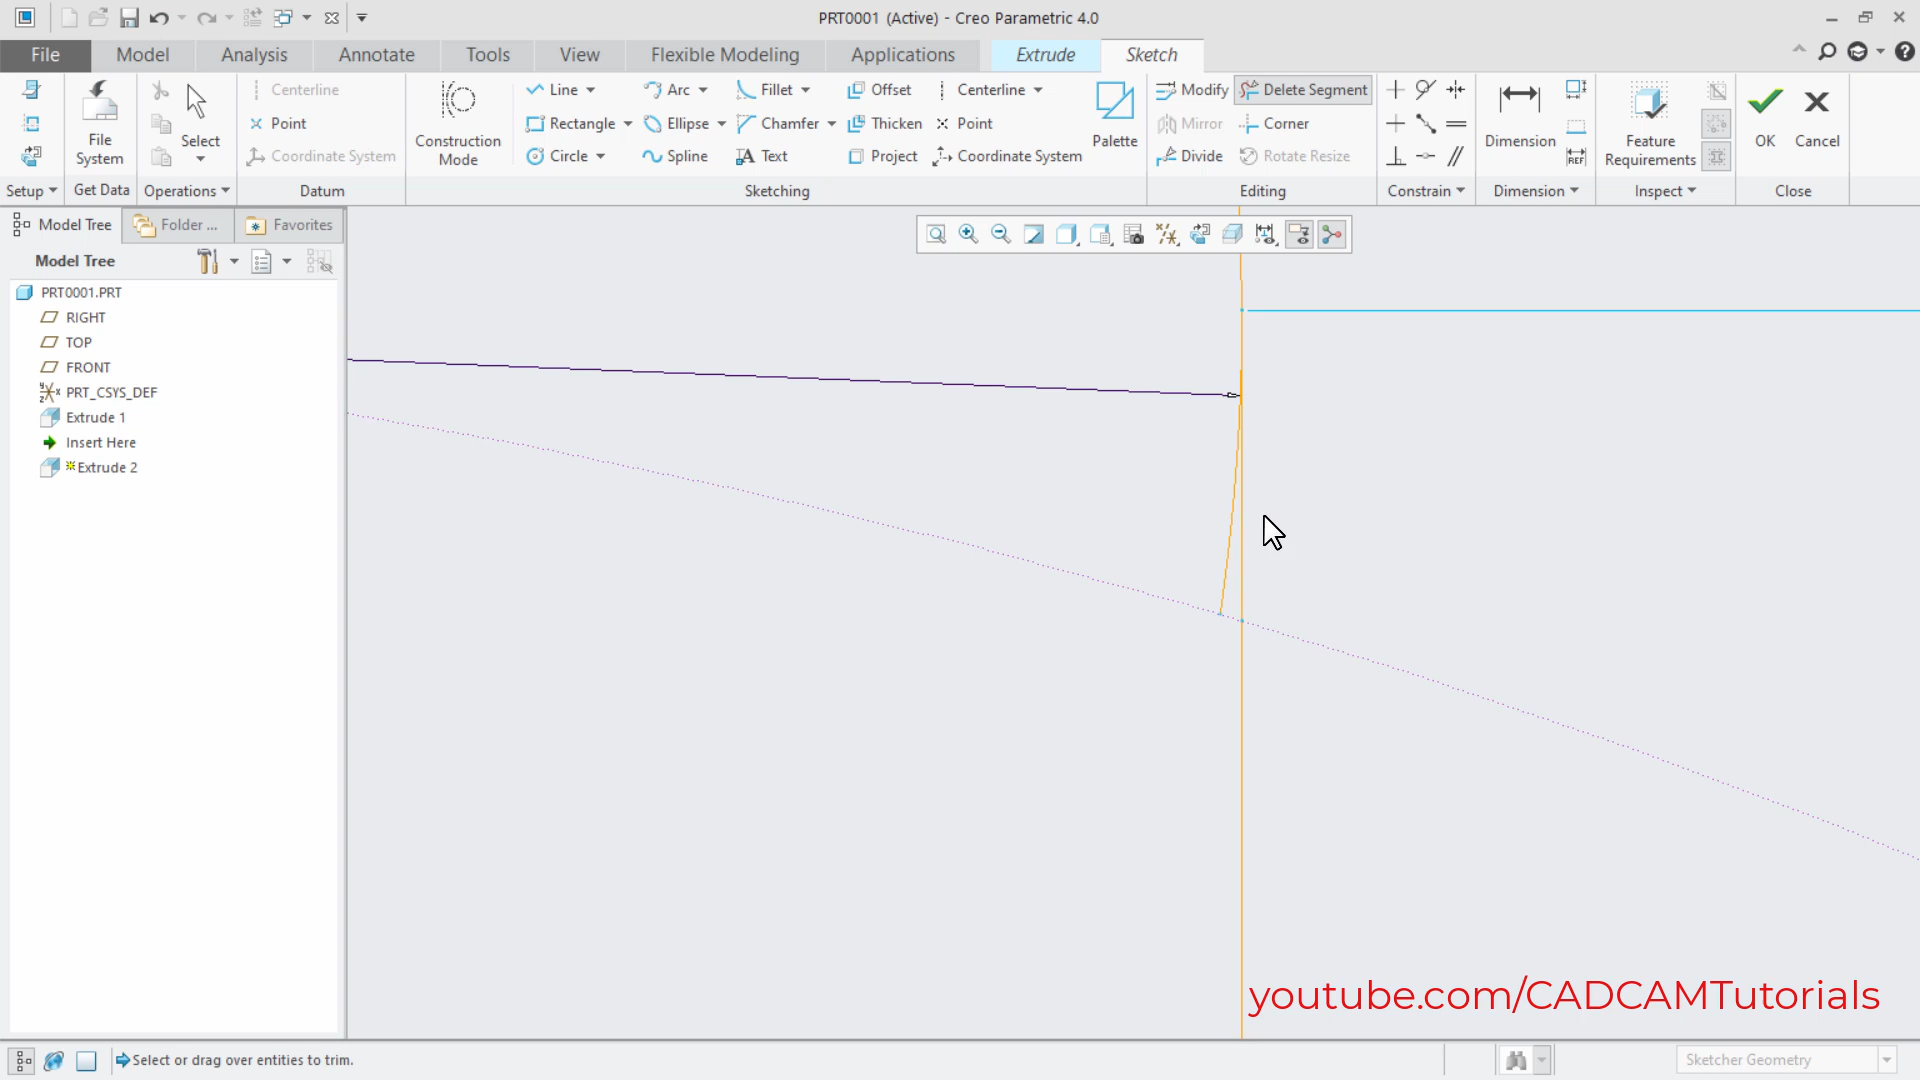 PRT0001 (Active) - Creo Parametric 4.0
File Model Analysis Annotate Tools View Flexible Modeling Applications Extrude Sketch
File System
Select
Centerline
Point
Coordinate System
Construction Mode
Line Arc Fillet Offset Centerline
Rectangle Ellipse Chamfer Thicken Point
Circle Spline Text Project Coordinate System
Palette
Modify Delete Segment
Mirror Corner
Divide Rotate Resize
Dimension
REF
Feature Requirements
OK
Cancel
Setup Get Data Operations Datum Sketching Editing Constrain Dimension Inspect Close
Model Tree Folder ... Favorites
Model Tree
PRT0001.PRT
RIGHT
TOP
FRONT
PRT_CSYS_DEF
Extrude 1
Insert Here
Extrude 2
youtube.com/CADCAMTutorials
Select or drag over entities to trim.
Sketcher Geometry